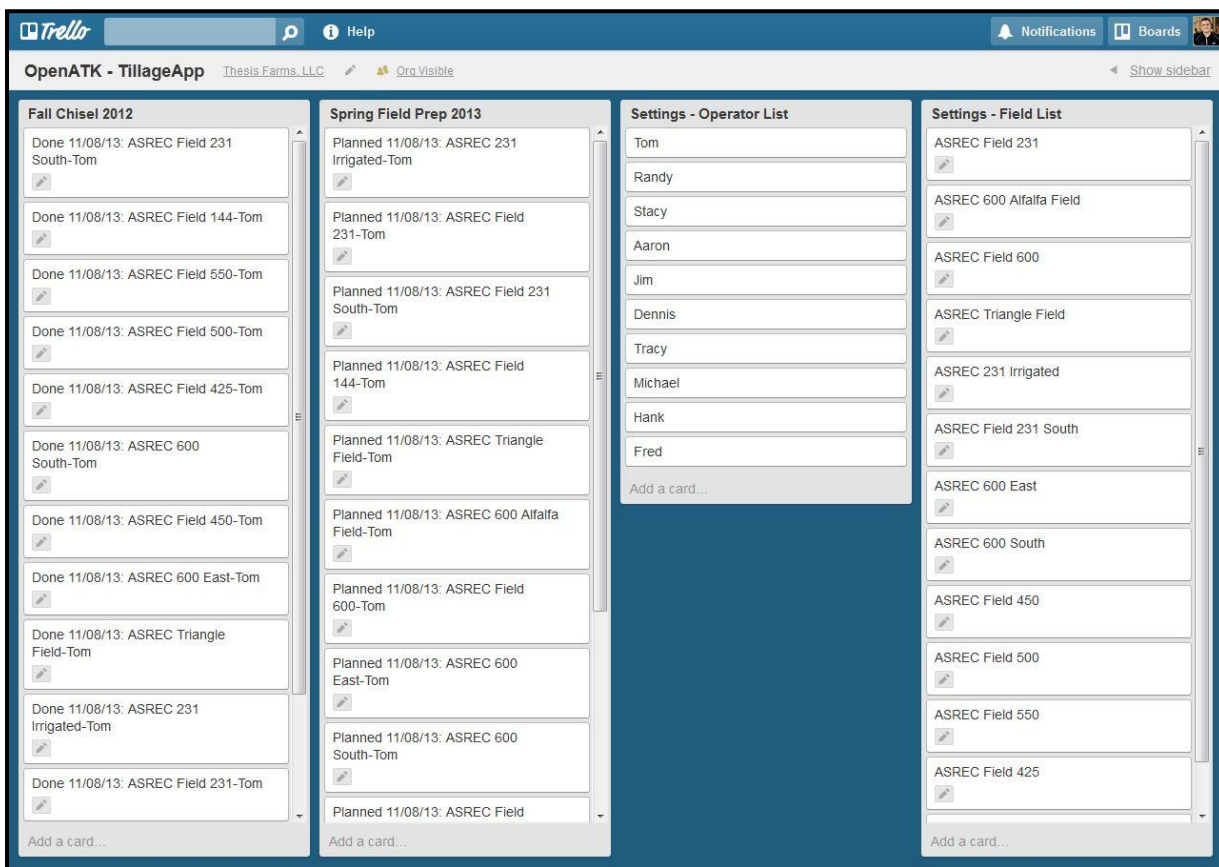 Trello
Help
Notifications
Boards
OpenATK - TillageApp
Thesis Farms, LLC
Org Visible
Show sidebar
Fall Chisel 2012
Done 11/08/13: ASREC Field 231
South-Tom
Done 11/08/13: ASREC Field 144-Tom
Done 11/08/13: ASREC Field 550-Tom
Done 11/08/13: ASREC Field 500-Tom
Done 11/08/13: ASREC Field 425-Tom
Done 11/08/13: ASREC 600
South-Tom
Done 11/08/13: ASREC Field 450-Tom
Done 11/08/13: ASREC 600 East-Tom
Done 11/08/13: ASREC Triangle
Field-Tom
Done 11/08/13: ASREC 231
Irrigated-Tom
Done 11/08/13: ASREC Field 231-Tom
Add a card...
Spring Field Prep 2013
Planned 11/08/13: ASREC 231
Irrigated-Tom
Planned 11/08/13: ASREC Field
231-Tom
Planned 11/08/13: ASREC Field 231
South-Tom
Planned 11/08/13: ASREC Field
144-Tom
Planned 11/08/13: ASREC Triangle
Field-Tom
Planned 11/08/13: ASREC 600 Alfalfa
Field-Tom
Planned 11/08/13: ASREC Field
600-Tom
Planned 11/08/13: ASREC 600
East-Tom
Planned 11/08/13: ASREC 600
South-Tom
Planned 11/08/13: ASREC Field
Add a card...
Settings - Operator List
Tom
Randy
Stacy
Aaron
Jim
Dennis
Tracy
Michael
Hank
Fred
Add a card...
Settings - Field List
ASREC Field 231
ASREC 600 Alfalfa Field
ASREC Field 600
ASREC Triangle Field
ASREC 231 Irrigated
ASREC Field 231 South
ASREC 600 East
ASREC 600 South
ASREC Field 450
ASREC Field 500
ASREC Field 550
ASREC Field 425
Add a card...